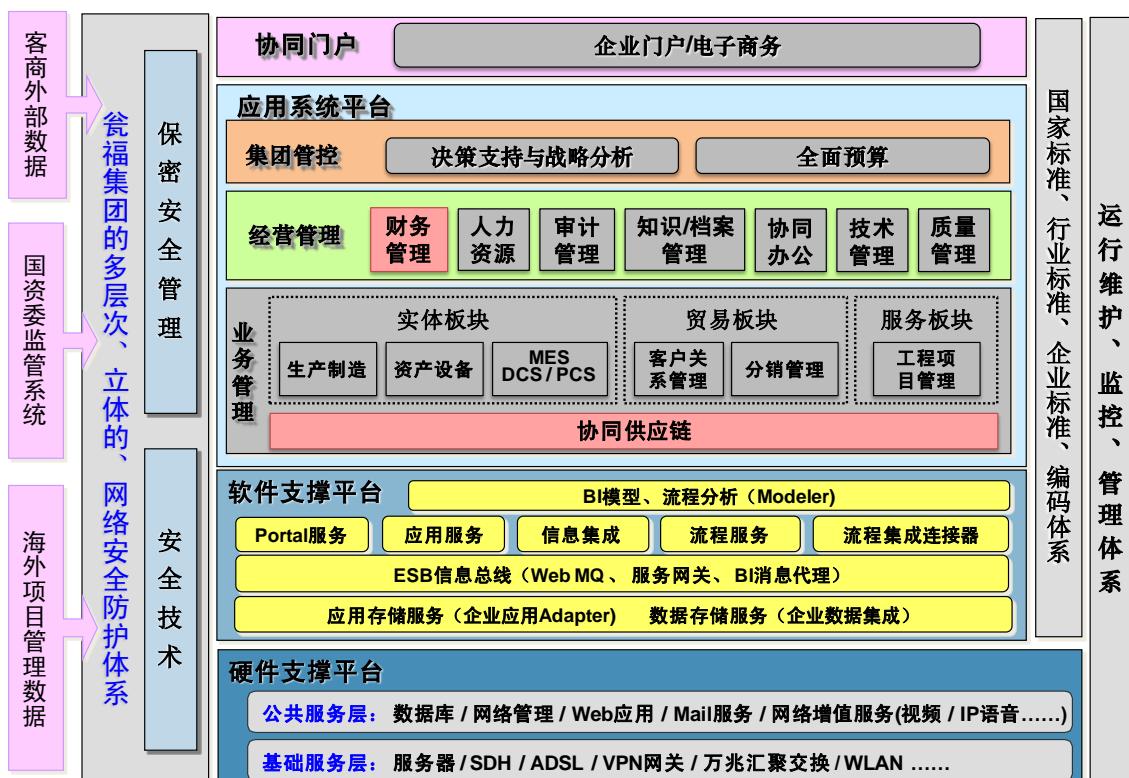 客商外部数据
国资委监管系统
海外项目管理数据
瓮福集团的多层次、立体的、网络安全防护体系
保密安全管理
安全技术
协同门户
企业门户/电子商务
应用系统平台
集团管控
决策支持与战略分析
全面预算
经营管理
财务
管理
人力
资源
审计
管理
知识/档案
管理
协同
办公
技术
管理
质量
管理
业务管理
实体板块
生产制造
资产设备
MES
DCS / PCS
贸易板块
客户关
系管理
分销管理
服务板块
工程项
目管理
协同供应链
软件支撑平台
BI模型、流程分析（Modeler)
Portal服务
应用服务
信息集成
流程服务
流程集成连接器
ESB信息总线（Web MQ 、 服务网关、BI消息代理）
应用存储服务（企业应用Adapter) 数据存储服务（企业数据集成）
硬件支撑平台
公共服务层： 数据库 / 网络管理 / Web应用 / Mail服务 / 网络增值服务(视频 / IP语音……)
基础服务层： 服务器 / SDH / ADSL / VPN网关 / 万兆汇聚交换 / WLAN ……
国家标准、行业标准、企业标准、编码体系
运行维护、监控、管理体系